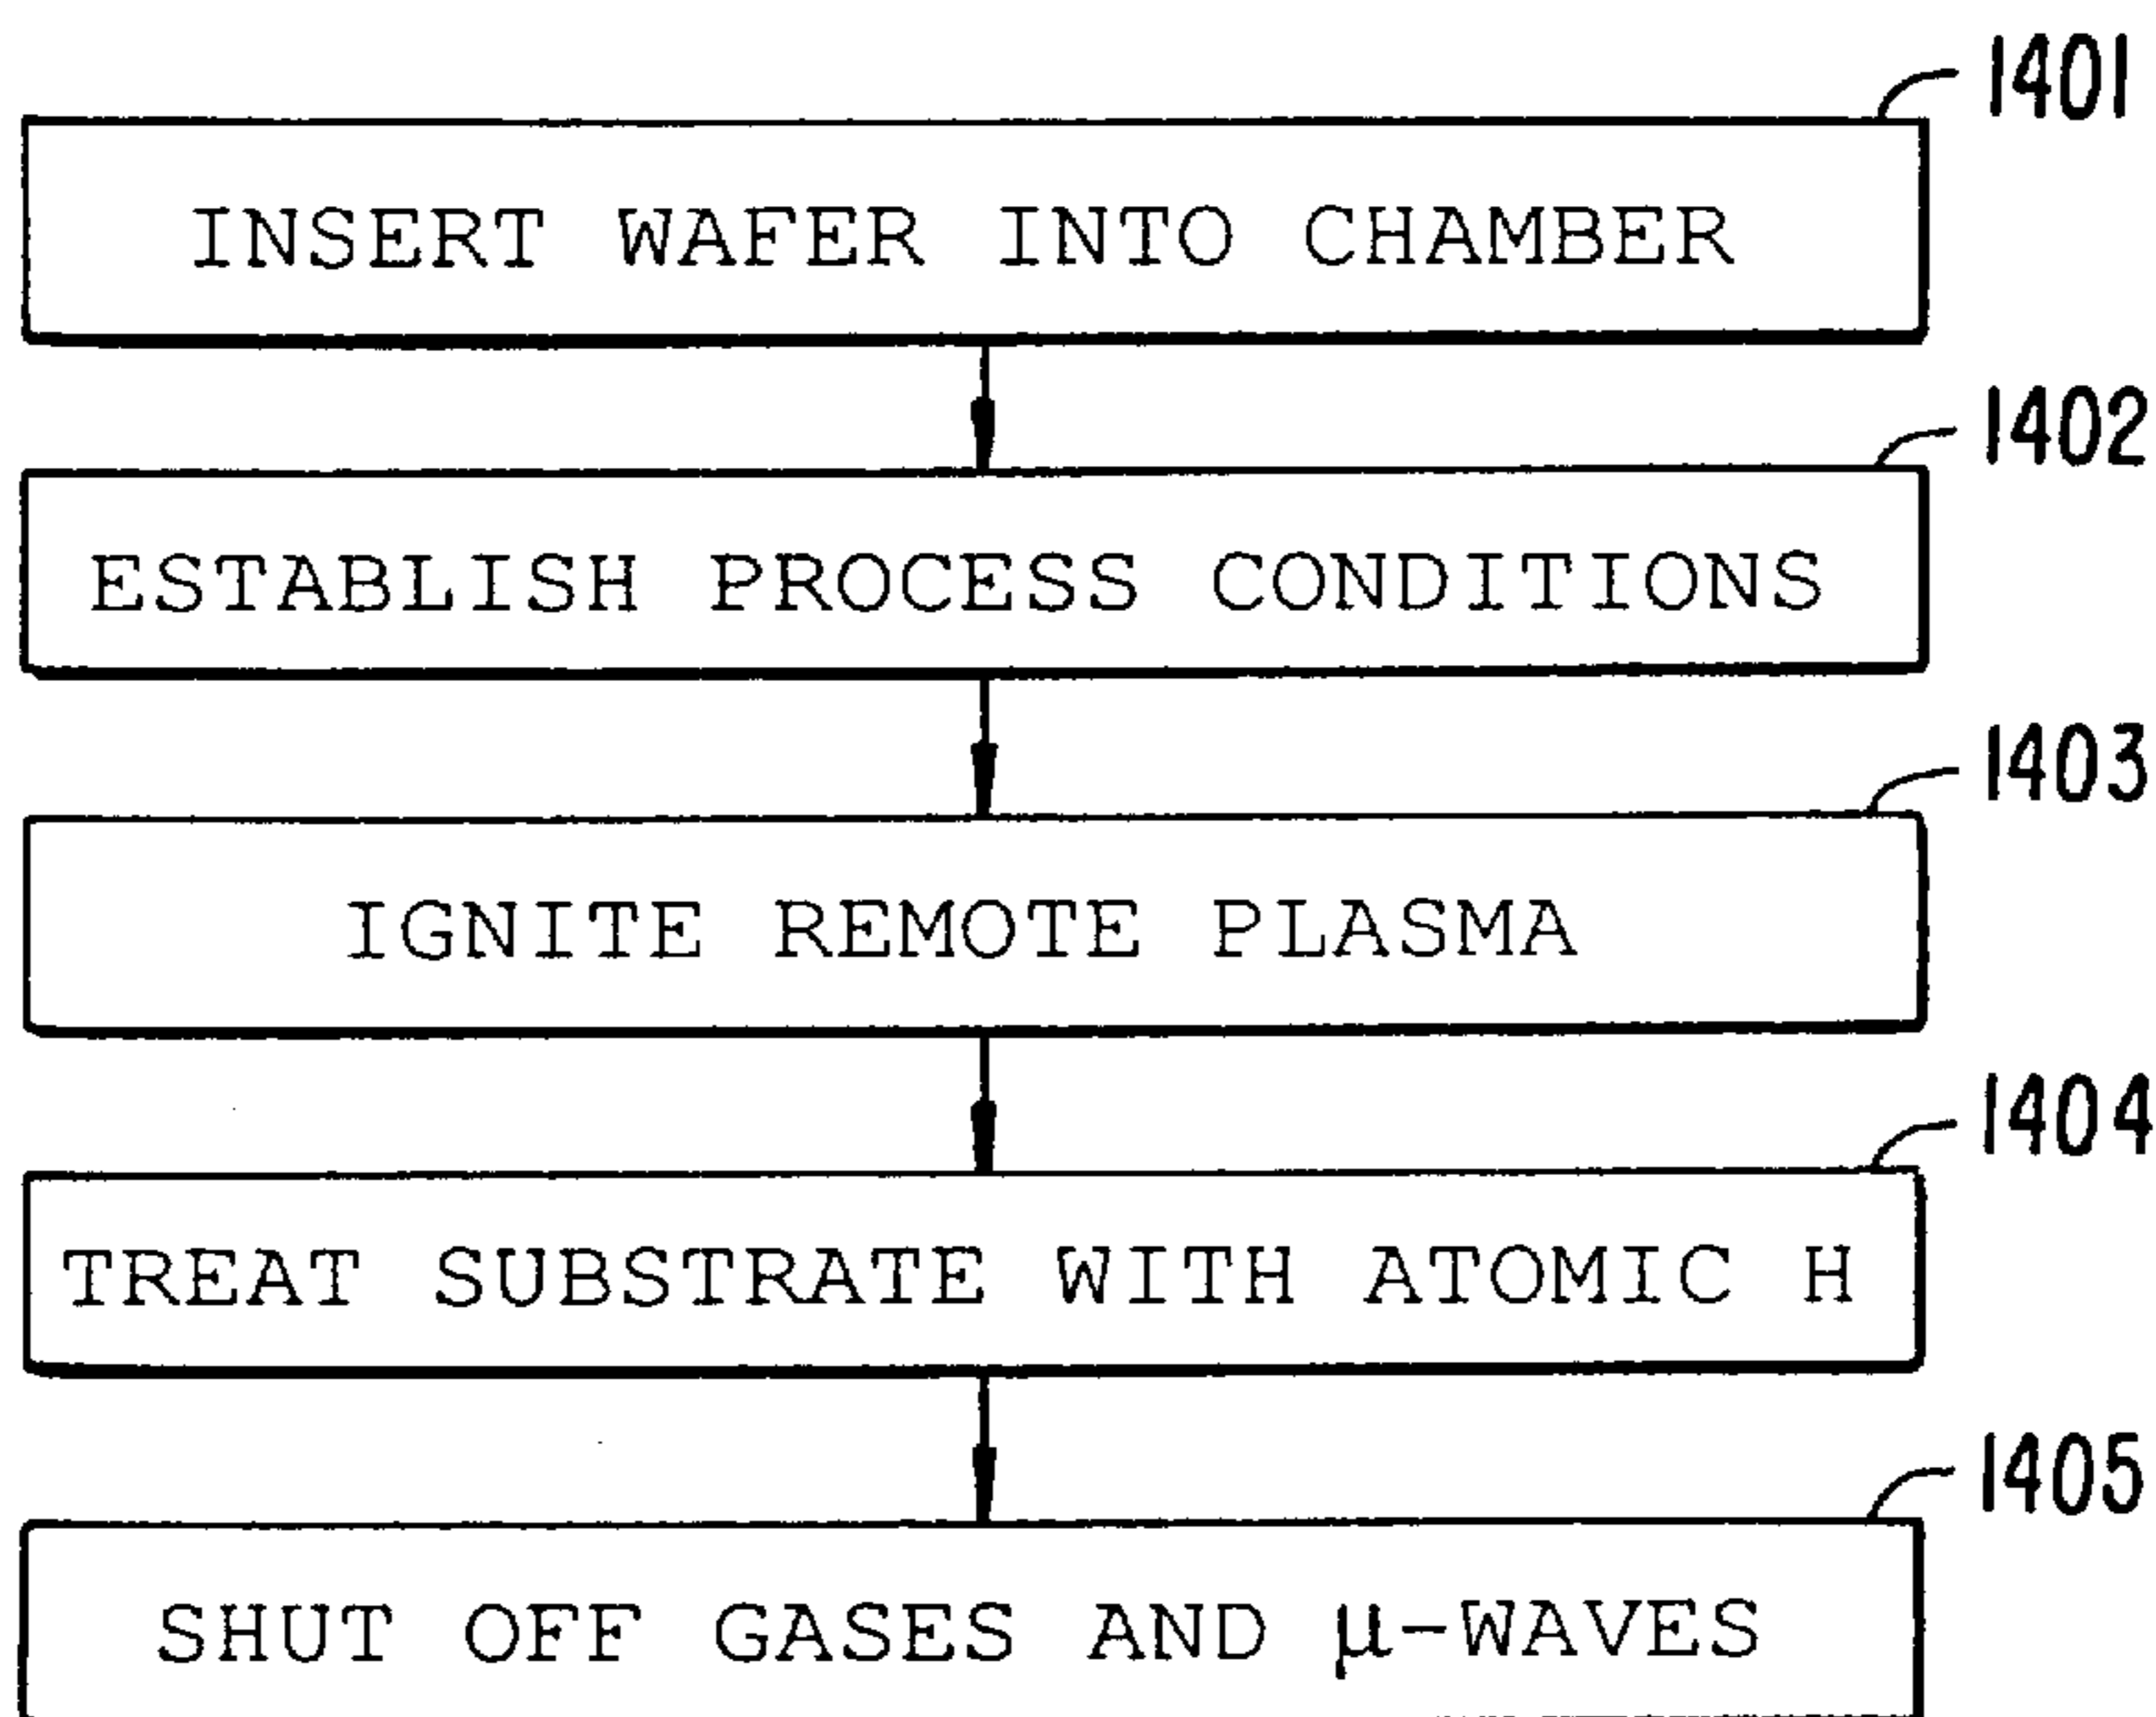 1401
INSERT WAFER INTO CHAMBER
1402
ESTABLISH PROCESS CONDITIONS
1403
IGNITE REMOTE PLASMA
1404
TREAT SUBSTRATE WITH ATOMIC H
1405
SHUT OFF GASES AND μ-WAVES